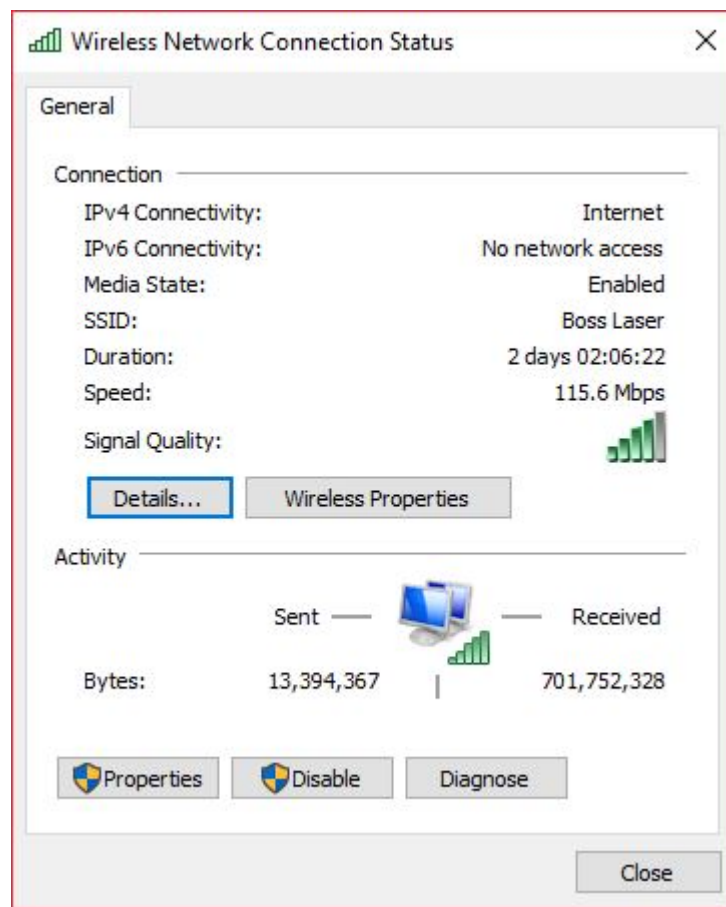 Wireless Network Connection Status
General
Connection
IPv4 Connectivity: Internet
IPv6 Connectivity: No network access
Media State: Enabled
SSID: Boss Laser
Duration: 2 days 02:06:22
Speed: 115.6 Mbps
Signal Quality:
Details... Wireless Properties
Activity
Sent Received
Bytes: 13,394,367 701,752,328
Properties Disable Diagnose
Close